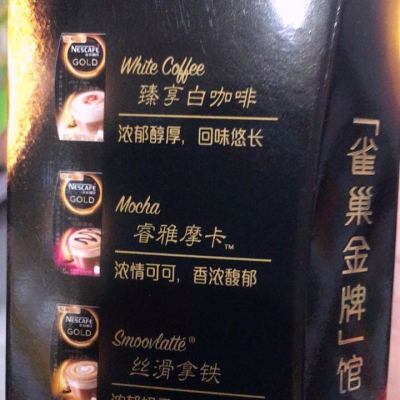 NESCAFÉ
GOLD
White Coffee
臻享白咖啡
浓郁醇厚，回味悠长
NESCAFÉ
GOLD
Mocha
睿雅摩卡™
浓情可可，香浓馥郁
NESCAFÉ
GOLD
Smoovlatté®
丝滑拿铁
「雀巢金牌」馆